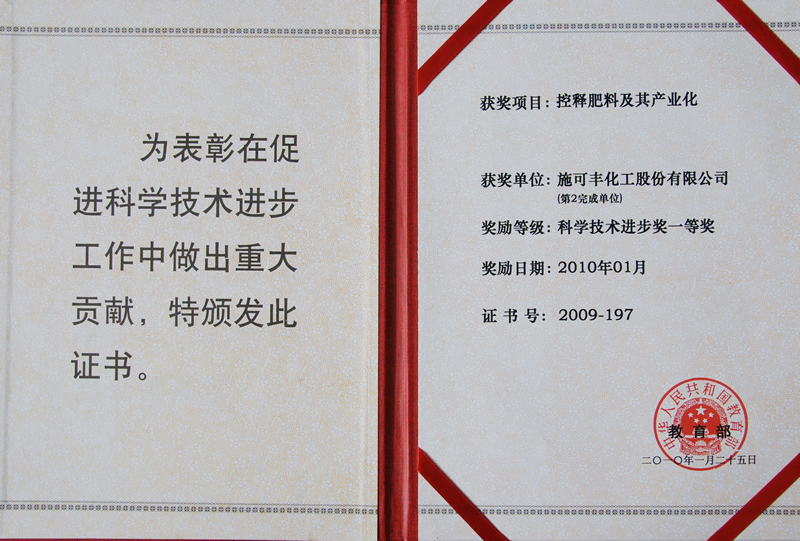 为表彰在促
进科学技术进步
工作中做出重大
贡献，特颁发此
证书。
获奖项目：控释肥料及其产业化
获奖单位：施可丰化工股份有限公司
(第2完成单位)
奖励等级：科学技术进步奖一等奖
奖励日期：2010年01月
证 书 号：2009-197
中华人民共和国教育部
教 育 部
二〇一〇年一月二十五日